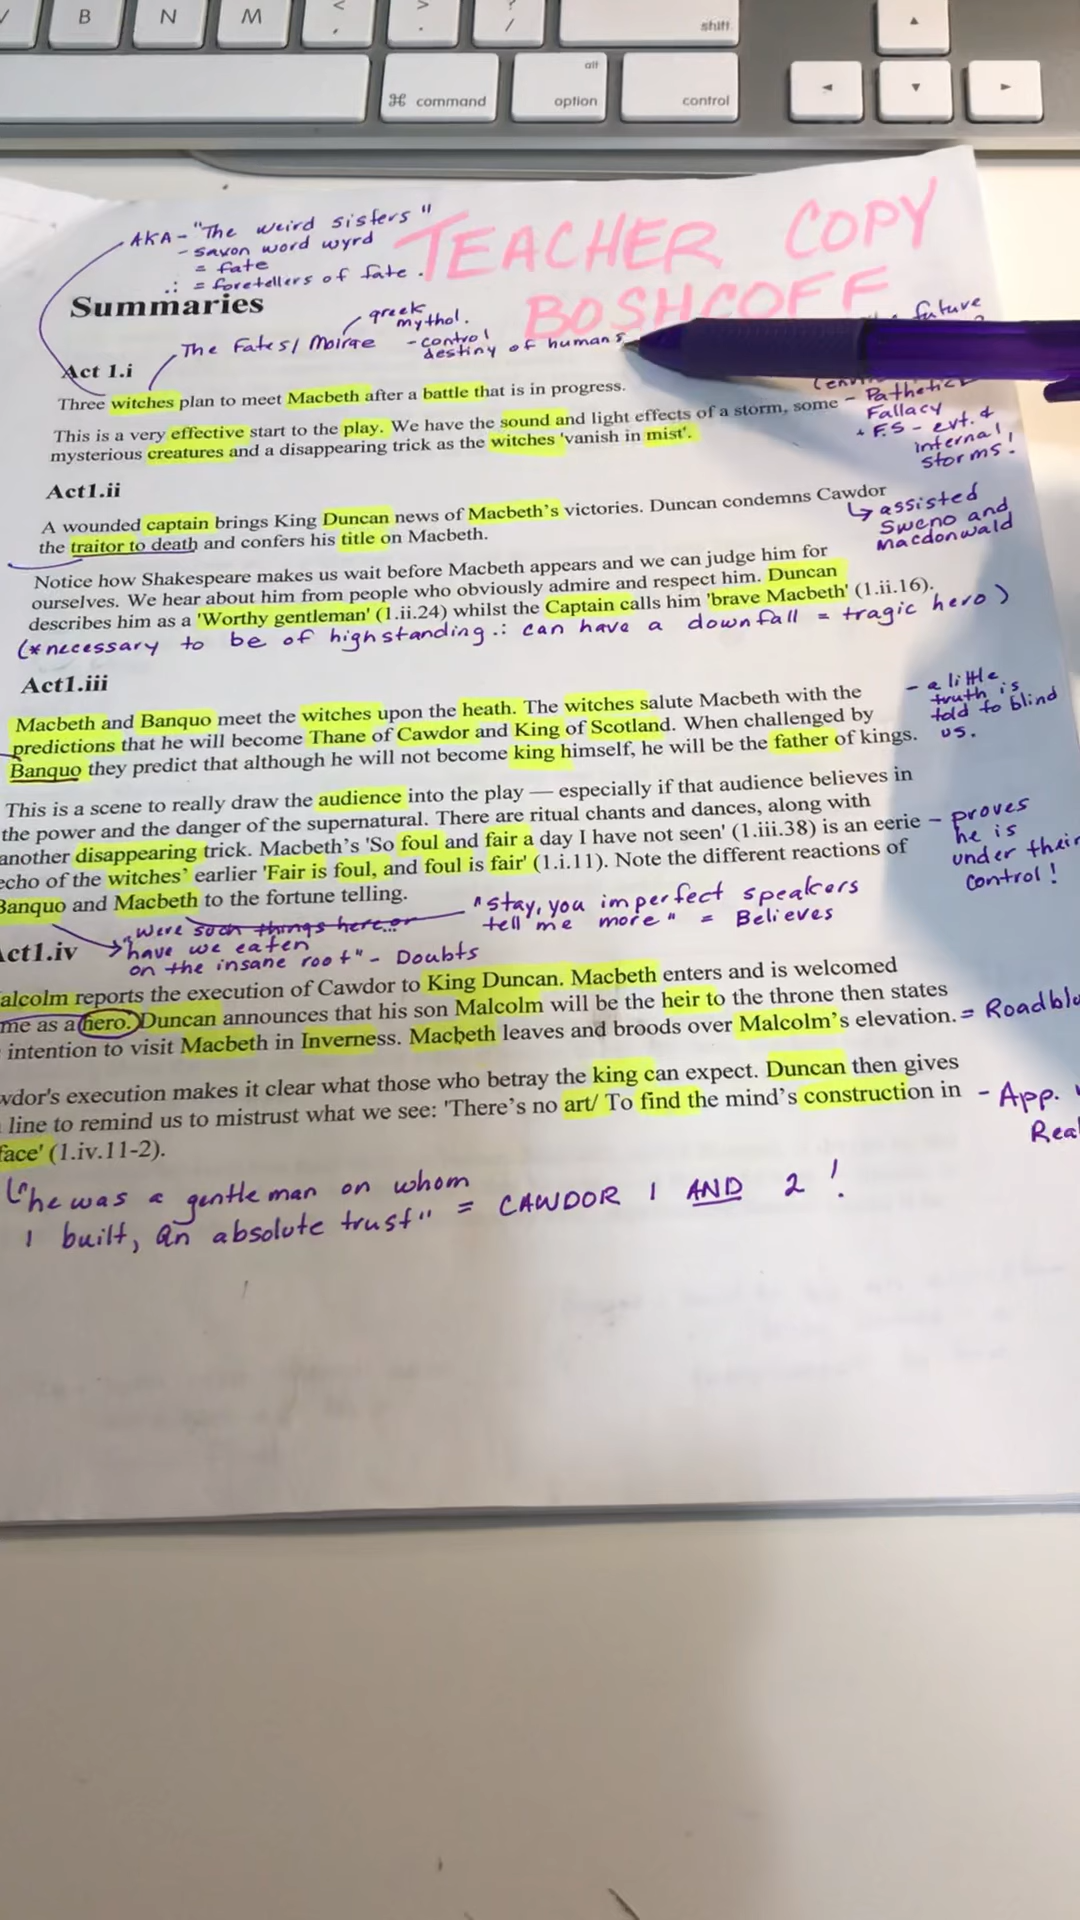 B N M < , > . ? / shift
⌘ command alt option control
AKA - "The weird sisters"
- saxon word wyrd
= fate
∴ = foretellers of fate.
TEACHER COPY
BOSHCOFF
Summaries
greek
mythol.
The Fates/ Moirae
- control
destiny of humans
future
Act 1.i
Three witches plan to meet Macbeth after a battle that is in progress.
This is a very effective start to the play. We have the sound and light effects of a storm, some
mysterious creatures and a disappearing trick as the witches 'vanish in mist'.
- Pathetic
Fallacy
+ F.S - ext. &
internal
storms!
Act1.ii
A wounded captain brings King Duncan news of Macbeth's victories. Duncan condemns Cawdor
the traitor to death and confers his title on Macbeth.
↳ assisted
Sweno and
Macdonwald
Notice how Shakespeare makes us wait before Macbeth appears and we can judge him for
ourselves. We hear about him from people who obviously admire and respect him. Duncan
describes him as a 'Worthy gentleman' (1.ii.24) whilst the Captain calls him 'brave Macbeth' (1.ii.16).
(*necessary to be of high standing ∴ can have a downfall = tragic hero)
Act1.iii
Macbeth and Banquo meet the witches upon the heath. The witches salute Macbeth with the
predictions that he will become Thane of Cawdor and King of Scotland. When challenged by
Banquo they predict that although he will not become king himself, he will be the father of kings.
- a little
truth is
told to blind
us.
This is a scene to really draw the audience into the play — especially if that audience believes in
the power and the danger of the supernatural. There are ritual chants and dances, along with
another disappearing trick. Macbeth's 'So foul and fair a day I have not seen' (1.iii.38) is an eerie
echo of the witches' earlier 'Fair is foul, and foul is fair' (1.i.11). Note the different reactions of
Banquo and Macbeth to the fortune telling.
- proves
he is
under their
control!
"stay, you imperfect speakers
tell me more" = Believes
"were such things here... or
have we eaten
on the insane root" - Doubts
Act1.iv
alcolm reports the execution of Cawdor to King Duncan. Macbeth enters and is welcomed
me as a hero. Duncan announces that his son Malcolm will be the heir to the throne then states
intention to visit Macbeth in Inverness. Macbeth leaves and broods over Malcolm's elevation.
= Roadblo
wdor's execution makes it clear what those who betray the king can expect. Duncan then gives
line to remind us to mistrust what we see: 'There's no art/ To find the mind's construction in
face' (1.iv.11-2).
- App. v
Real
"he was a gentleman on whom
I built, an absolute trust" = CAWDOR 1 AND 2!